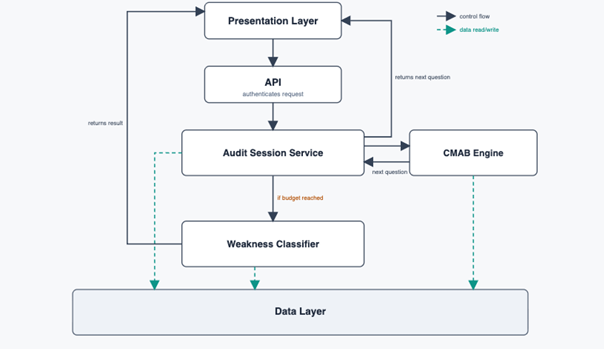 Presentation Layer
control flow
data read/write
returns next question
API
authenticates request
returns result
Audit Session Service
CMAB Engine
next question
if budget reached
Weakness Classifier
Data Layer